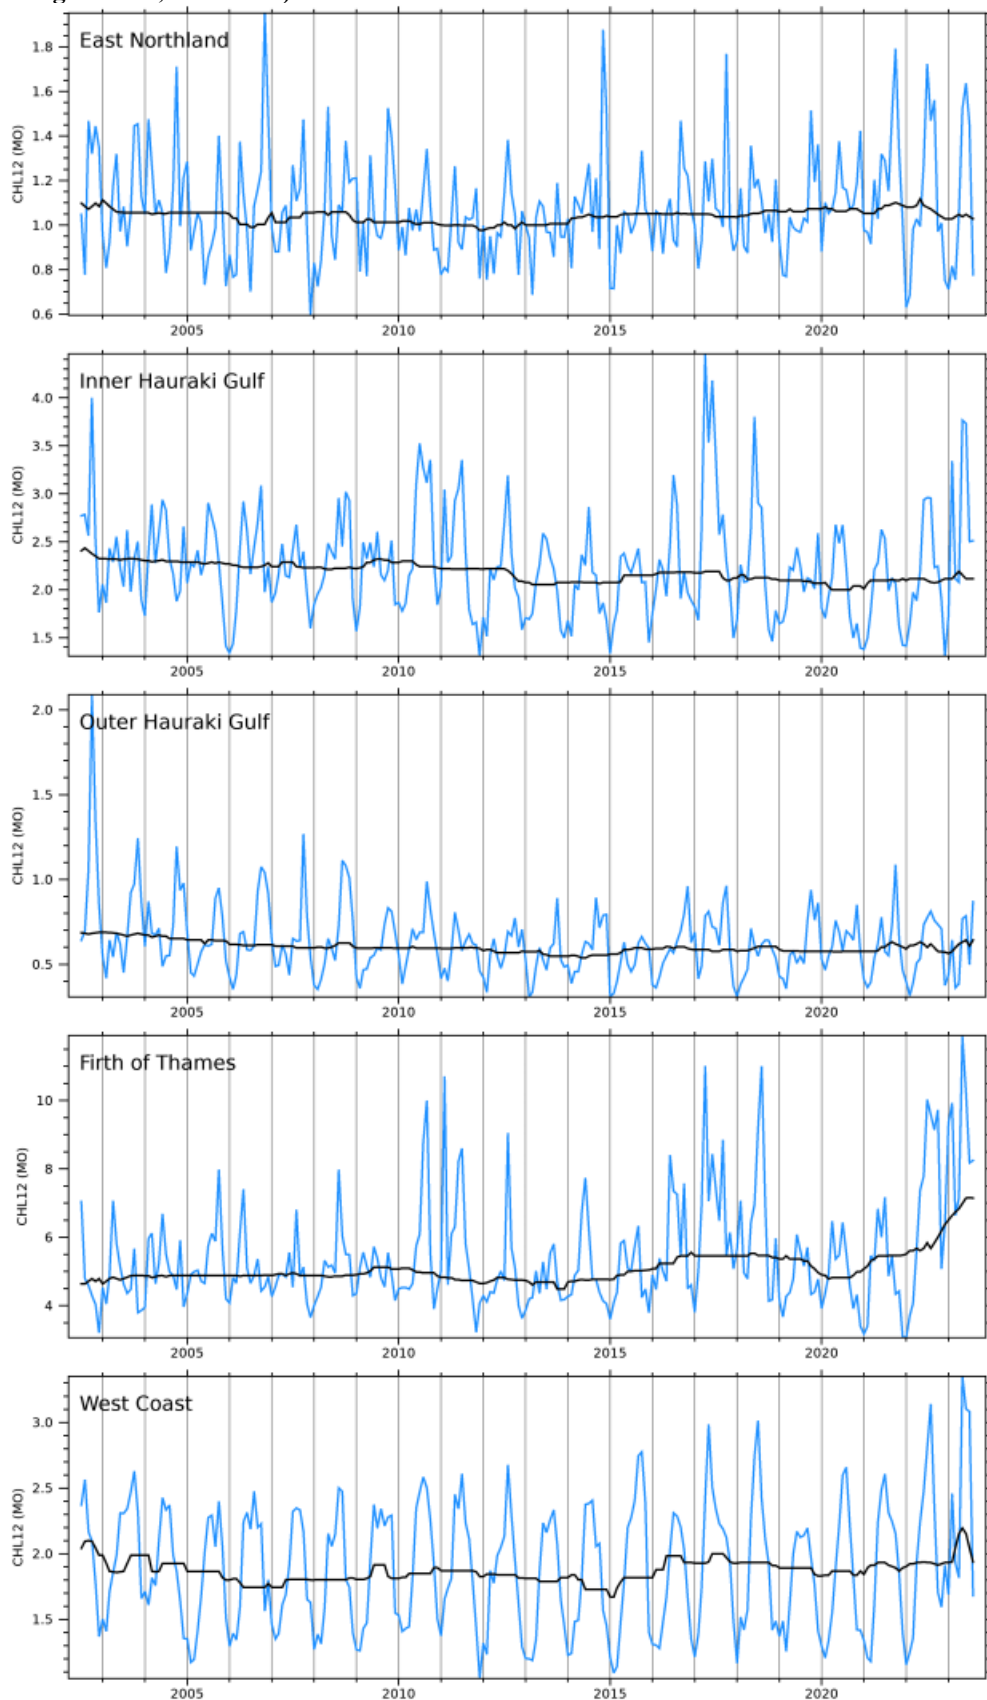 East Northland
CHL12 (MO)
1.8
1.6
1.4
1.2
1.0
0.8
0.6
2005 2010 2015 2020
Inner Hauraki Gulf
CHL12 (MO)
4.0
3.5
3.0
2.5
2.0
1.5
2005 2010 2015 2020
Outer Hauraki Gulf
CHL12 (MO)
2.0
1.5
1.0
0.5
2005 2010 2015 2020
Firth of Thames
CHL12 (MO)
10
8
6
4
2005 2010 2015 2020
West Coast
CHL12 (MO)
3.0
2.5
2.0
1.5
2005 2010 2015 2020